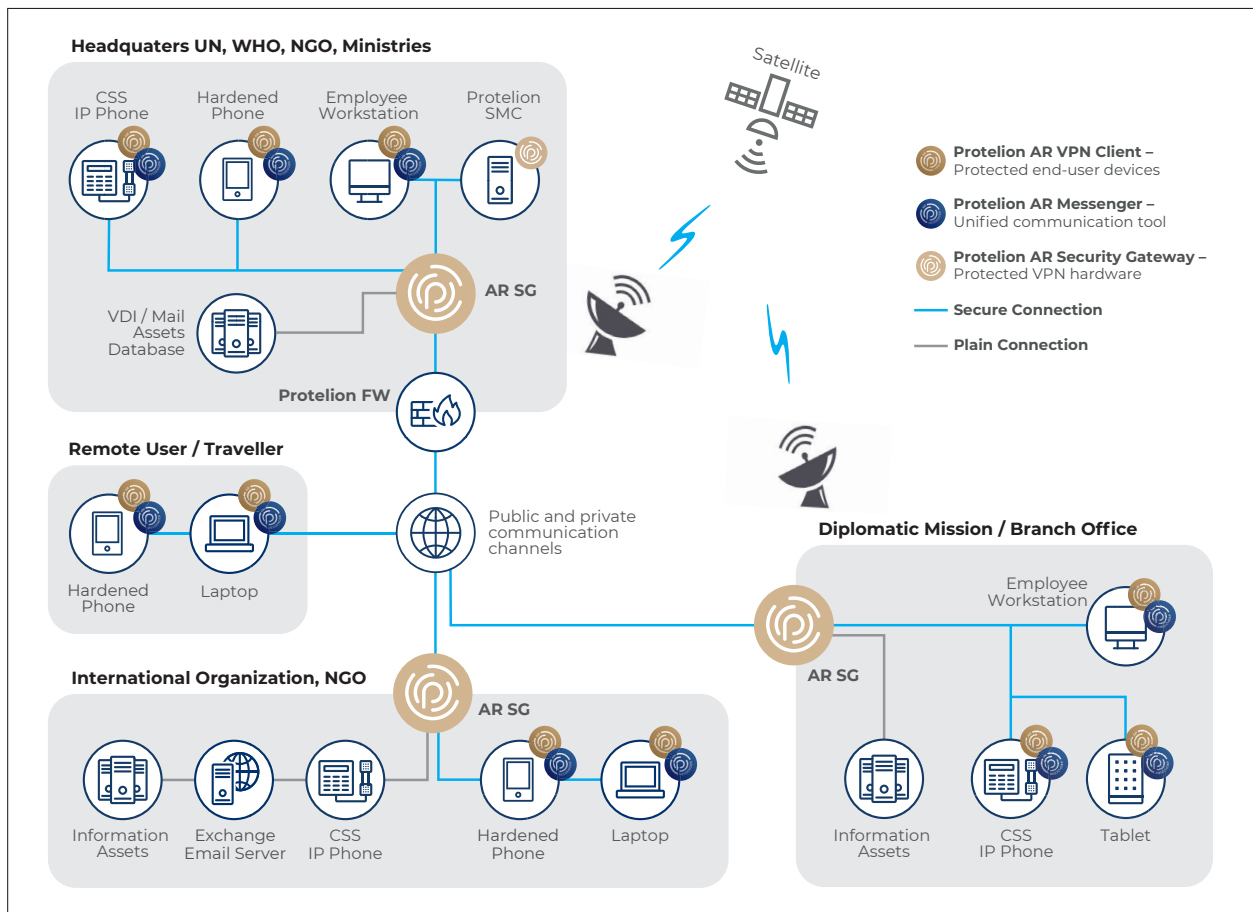 Headquaters UN, WHO, NGO, Ministries
CSS
IP Phone
Hardened
Phone
Employee
Workstation
Protelion
SMC
AR SG
VDI / Mail
Assets
Database
Protelion FW
Satellite
Protelion AR VPN Client –
Protected end-user devices
Protelion AR Messenger –
Unified communication tool
Protelion AR Security Gateway –
Protected VPN hardware
Secure Connection
Plain Connection
Remote User / Traveller
Hardened
Phone
Laptop
Public and private
communication
channels
Diplomatic Mission / Branch Office
Employee
Workstation
AR SG
Information
Assets
CSS
IP Phone
Tablet
International Organization, NGO
AR SG
Information
Assets
Exchange
Email Server
CSS
IP Phone
Hardened
Phone
Laptop